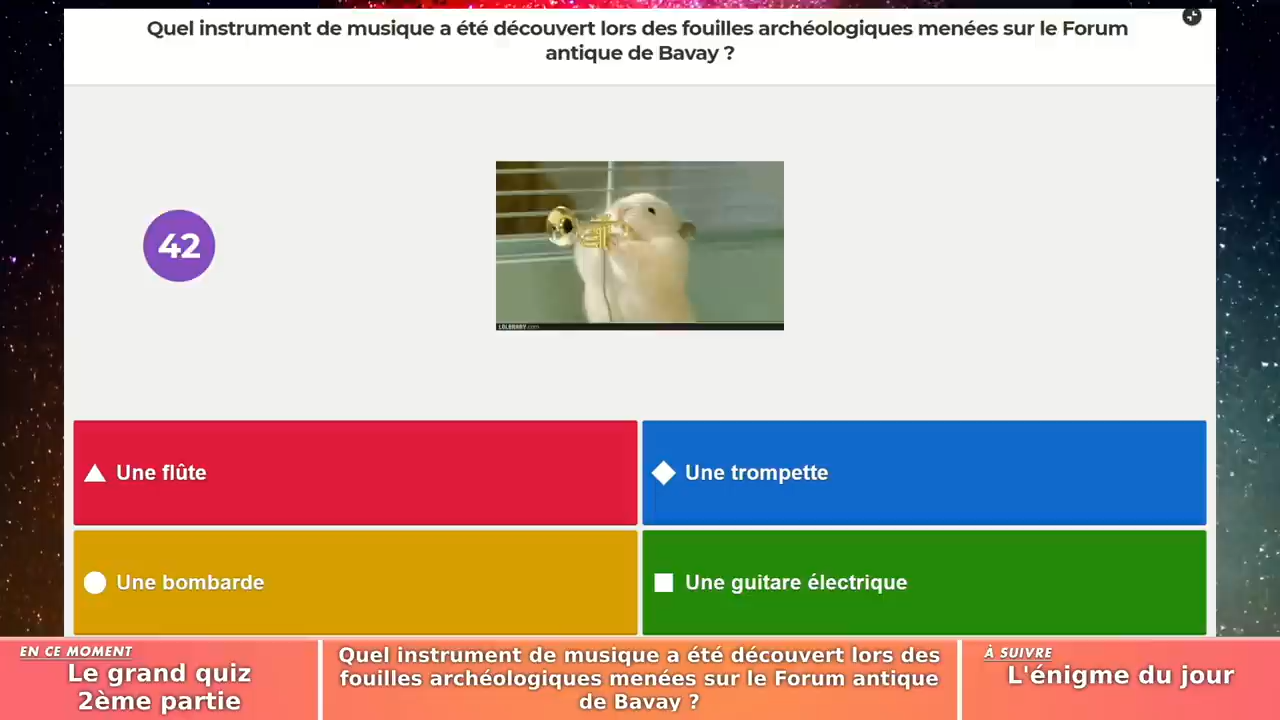 Quel instrument de musique a été découvert lors des fouilles archéologiques menées sur le Forum
antique de Bavay ?
42
LOLBRARY.com
Une flûte
Une trompette
Une bombarde
Une guitare électrique
EN CE MOMENT
Le grand quiz
2ème partie
Quel instrument de musique a été découvert lors des
fouilles archéologiques menées sur le Forum antique
de Bavay ?
À SUIVRE
L'énigme du jour